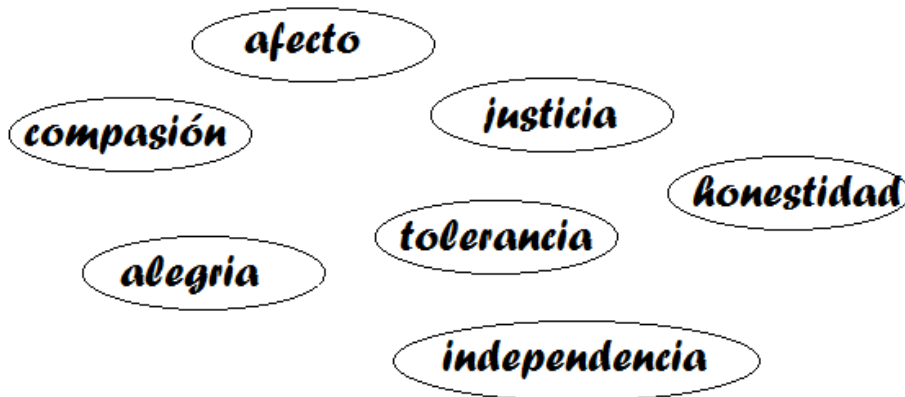 afecto
justicia
compasión
honestidad
tolerancia
alegria
independencia